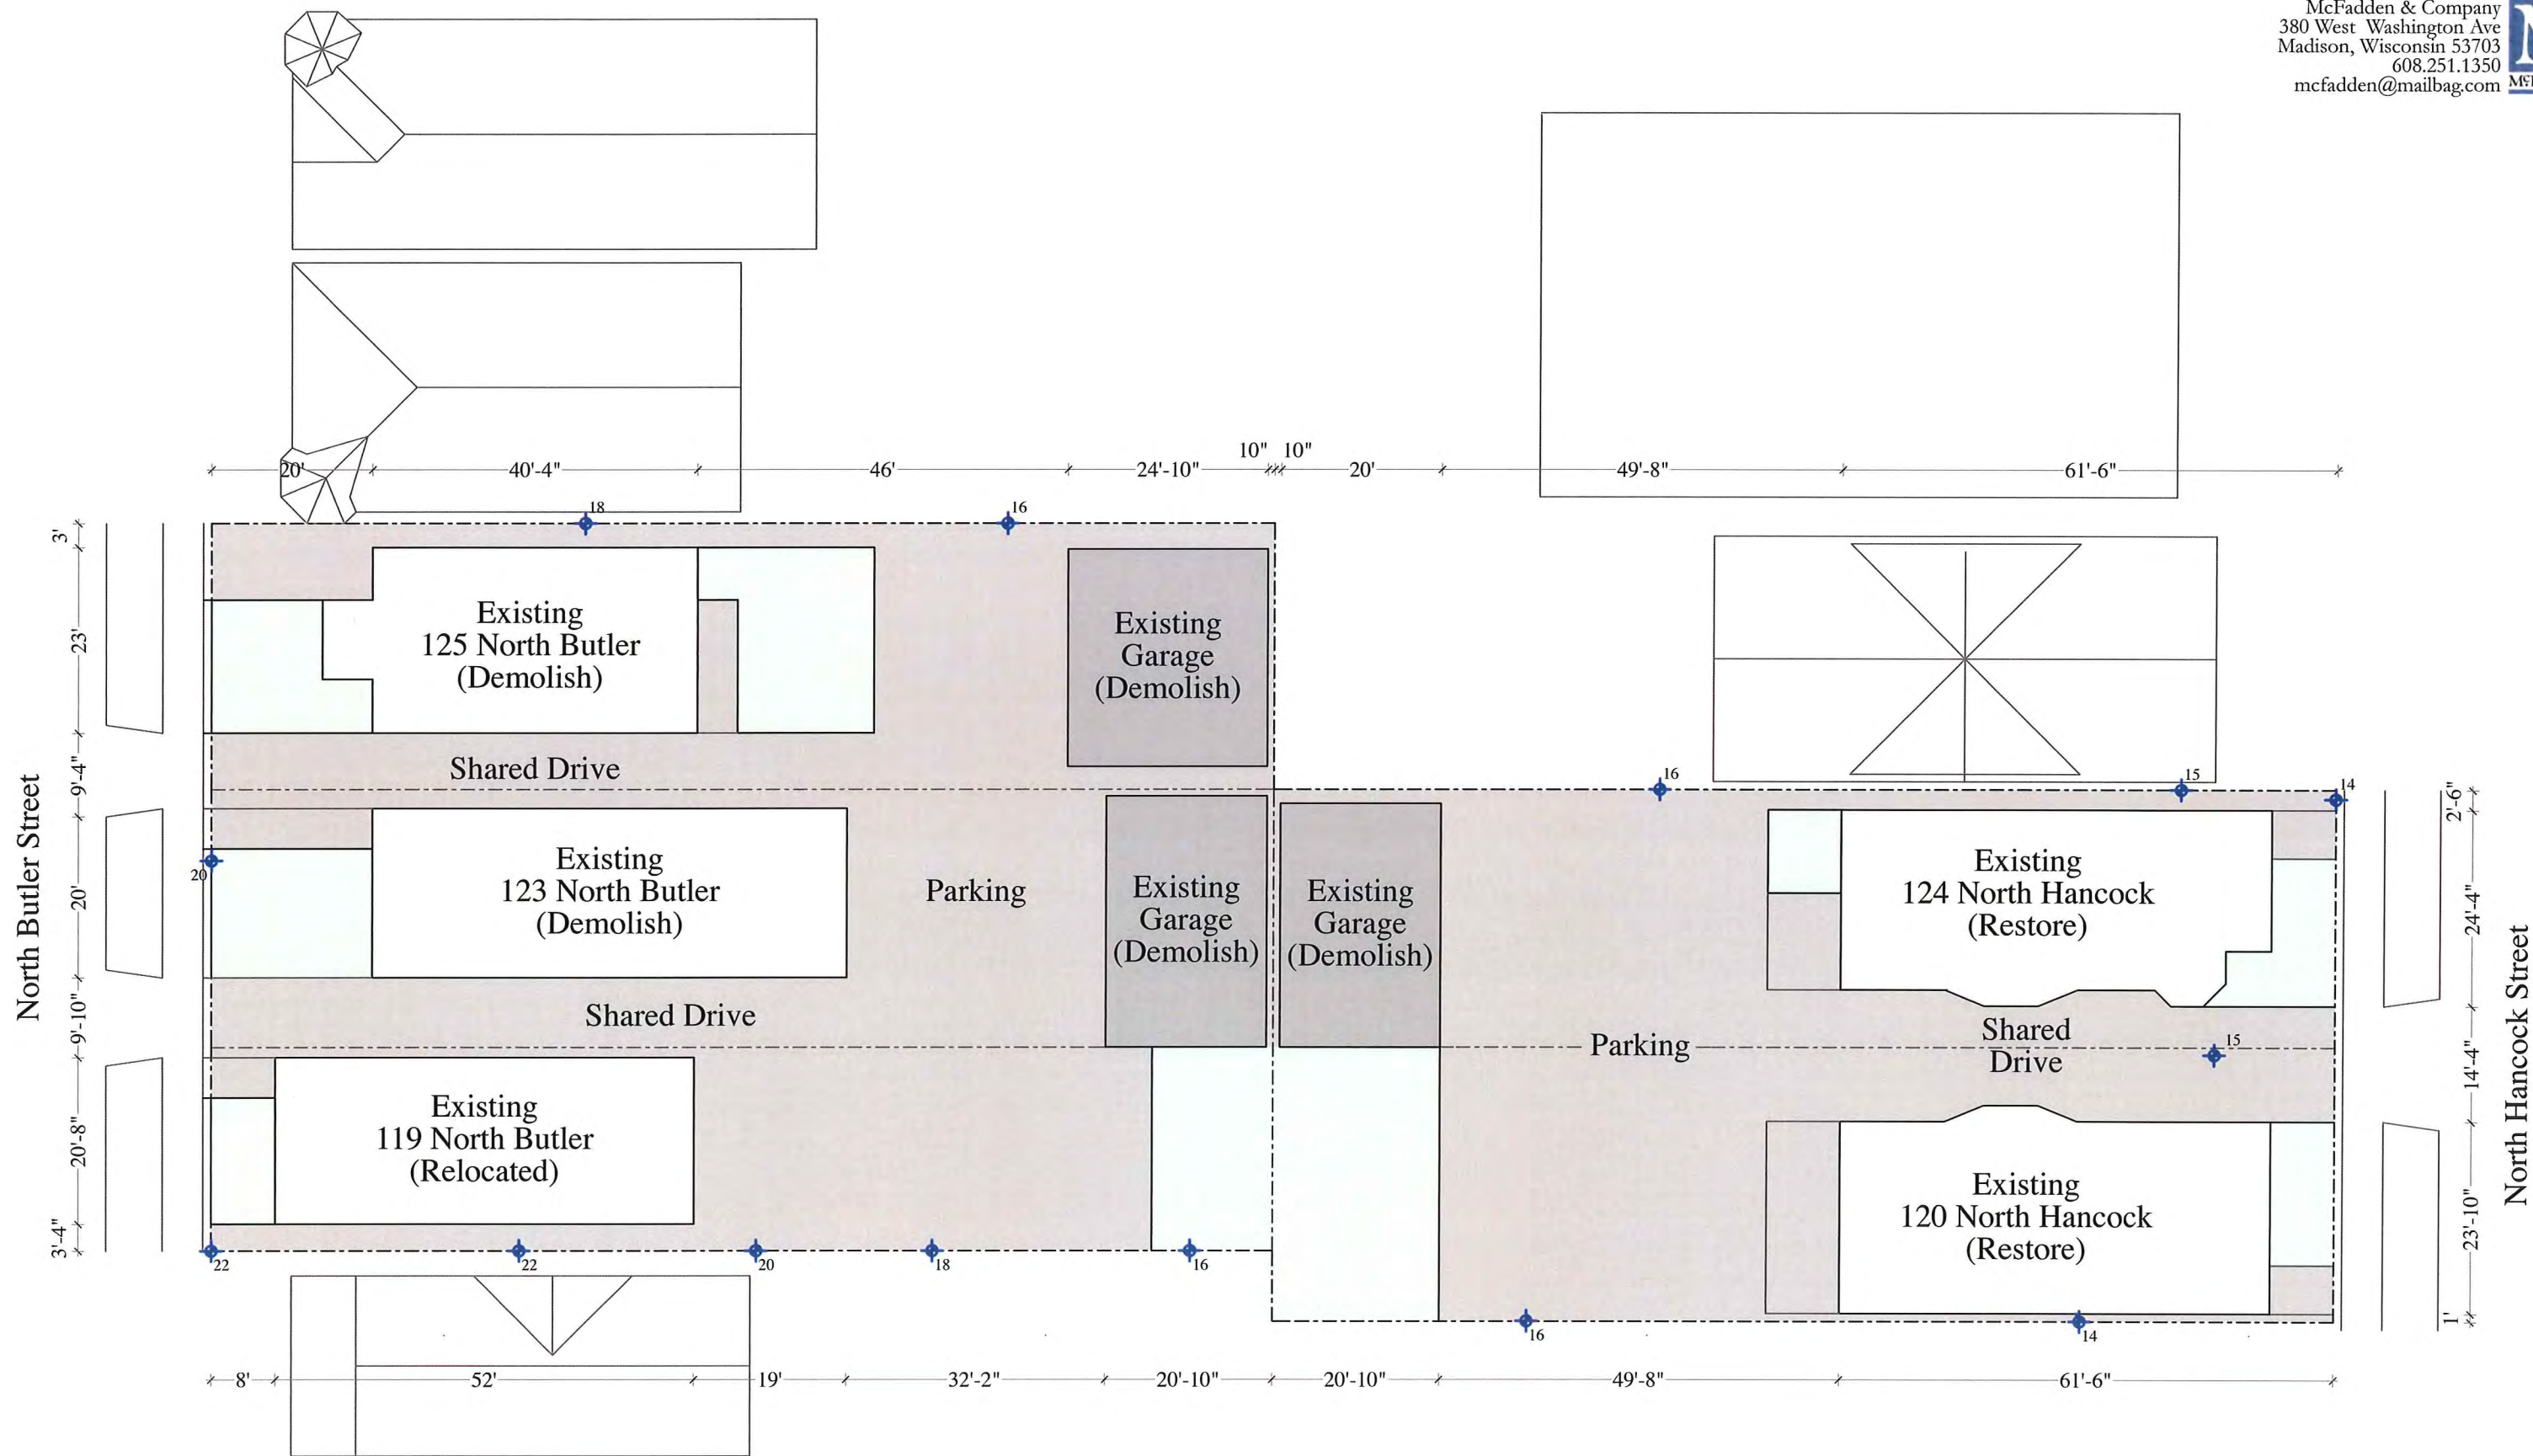 McFadden & Company
380 West Washington Ave
Madison, Wisconsin 53703
608.251.1350
mcfadden@mailbag.com
20'
40'-4"
46'
24'-10"
10"
10"
20'
49'-8"
61'-6"
18
16
3'
23'
9'-4"
20'
9'-10"
20'-8"
3'-4"
North Butler Street
Existing
125 North Butler
(Demolish)
Existing
Garage
(Demolish)
Shared Drive
16
15
14
20
Existing
123 North Butler
(Demolish)
Parking
Existing
Garage
(Demolish)
Existing
Garage
(Demolish)
Existing
124 North Hancock
(Restore)
Shared Drive
Parking
Shared
Drive
15
Existing
119 North Butler
(Relocated)
Existing
120 North Hancock
(Restore)
2'-6"
24'-4"
14'-4"
23'-10"
1'
North Hancock Street
22
22
20
18
16
16
14
8'
52'
19'
32'-2"
20'-10"
20'-10"
49'-8"
61'-6"